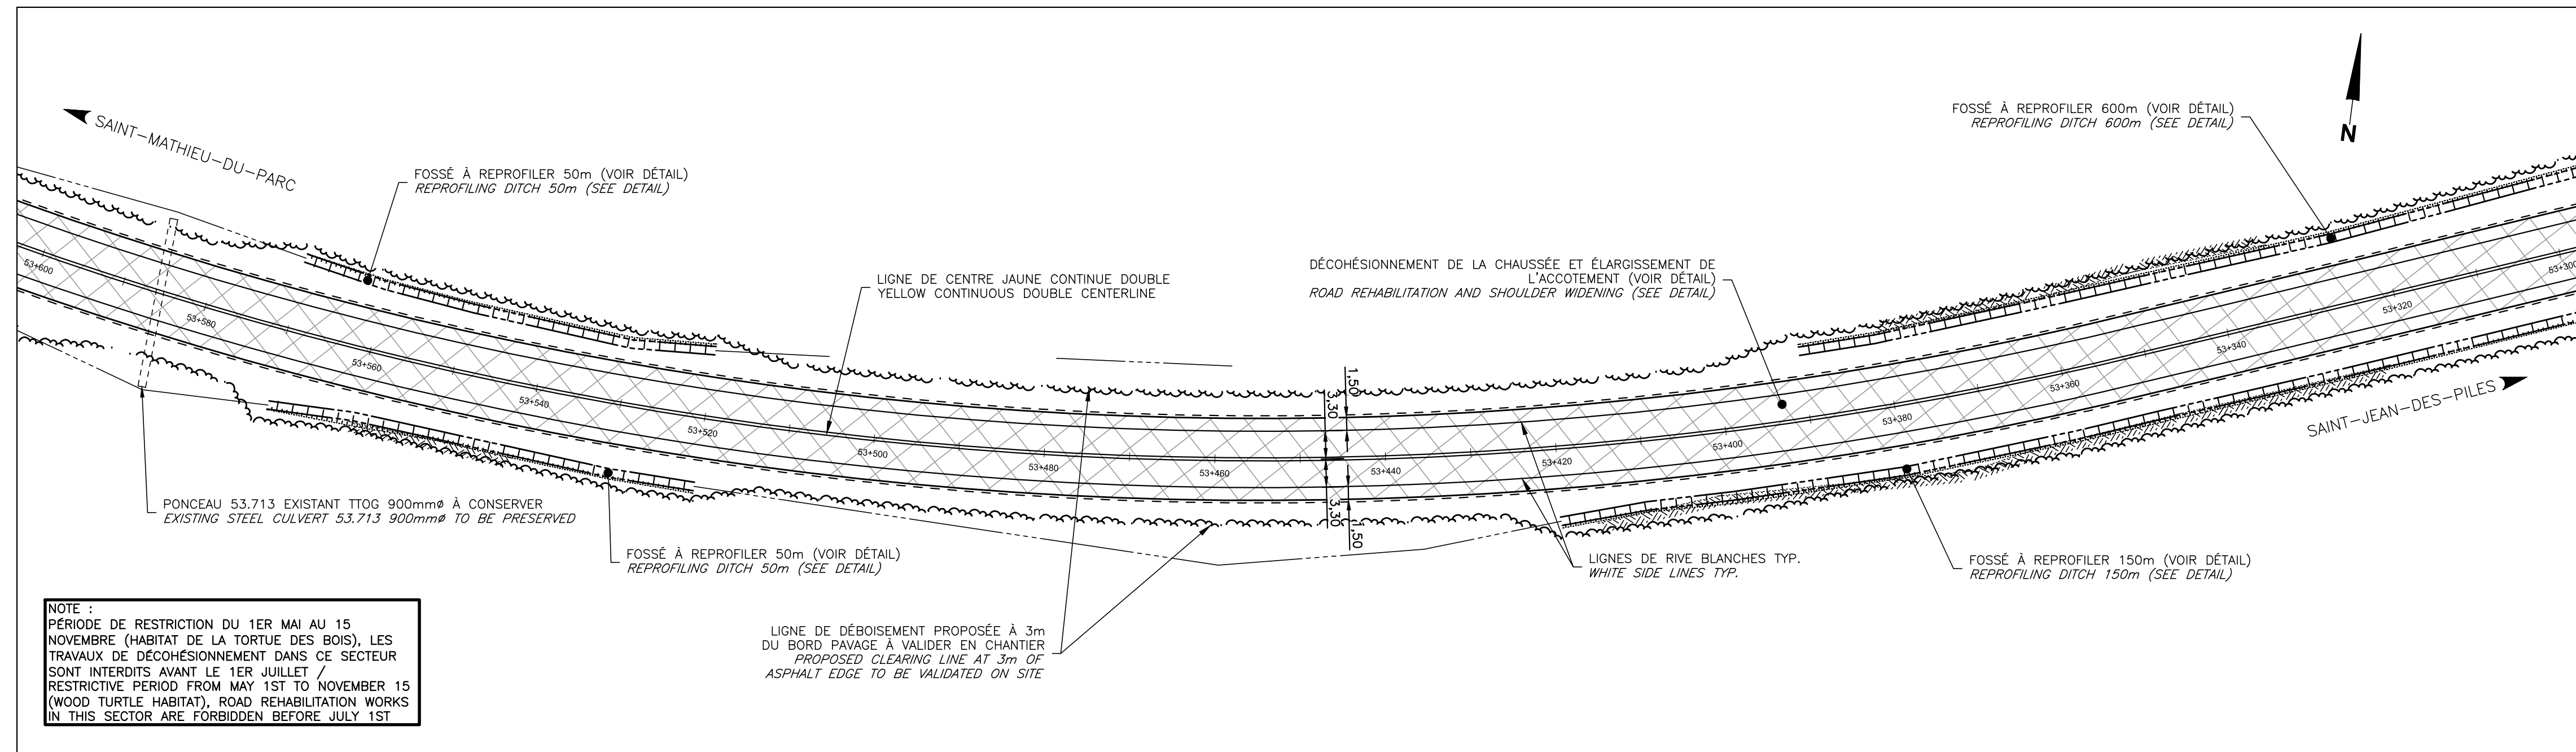 SAINT-MATHIEU-DU-PARC
FOSSÉ À REPROFILER 50m (VOIR DÉTAIL)
REPROFILING DITCH 50m (SEE DETAIL)
LIGNE DE CENTRE JAUNE CONTINUE DOUBLE
YELLOW CONTINUOUS DOUBLE CENTERLINE
DÉCOHÉSIONNEMENT DE LA CHAUSSÉE ET ÉLARGISSEMENT DE
L'ACCOTEMENT (VOIR DÉTAIL)
ROAD REHABILITATION AND SHOULDER WIDENING (SEE DETAIL)
FOSSÉ À REPROFILER 600m (VOIR DÉTAIL)
REPROFILING DITCH 600m (SEE DETAIL)
N
53+600
53+580
53+560
53+540
53+520
53+500
53+480
53+460
53+440
53+420
53+400
53+380
53+360
53+340
53+320
53+300
1,50
3,30
3,30
1,50
SAINT-JEAN-DES-PILES
PONCEAU 53.713 EXISTANT TTOG 900mmø À CONSERVER
EXISTING STEEL CULVERT 53.713 900mmø TO BE PRESERVED
FOSSÉ À REPROFILER 50m (VOIR DÉTAIL)
REPROFILING DITCH 50m (SEE DETAIL)
LIGNES DE RIVE BLANCHES TYP.
WHITE SIDE LINES TYP.
FOSSÉ À REPROFILER 150m (VOIR DÉTAIL)
REPROFILING DITCH 150m (SEE DETAIL)
LIGNE DE DÉBOISEMENT PROPOSÉE À 3m
DU BORD PAVAGE À VALIDER EN CHANTIER
PROPOSED CLEARING LINE AT 3m OF
ASPHALT EDGE TO BE VALIDATED ON SITE
NOTE :
PÉRIODE DE RESTRICTION DU 1ER MAI AU 15
NOVEMBRE (HABITAT DE LA TORTUE DES BOIS), LES
TRAVAUX DE DÉCOHÉSIONNEMENT DANS CE SECTEUR
SONT INTERDITS AVANT LE 1ER JUILLET /
RESTRICTIVE PERIOD FROM MAY 1ST TO NOVEMBER 15
(WOOD TURTLE HABITAT), ROAD REHABILITATION WORKS
IN THIS SECTOR ARE FORBIDDEN BEFORE JULY 1ST